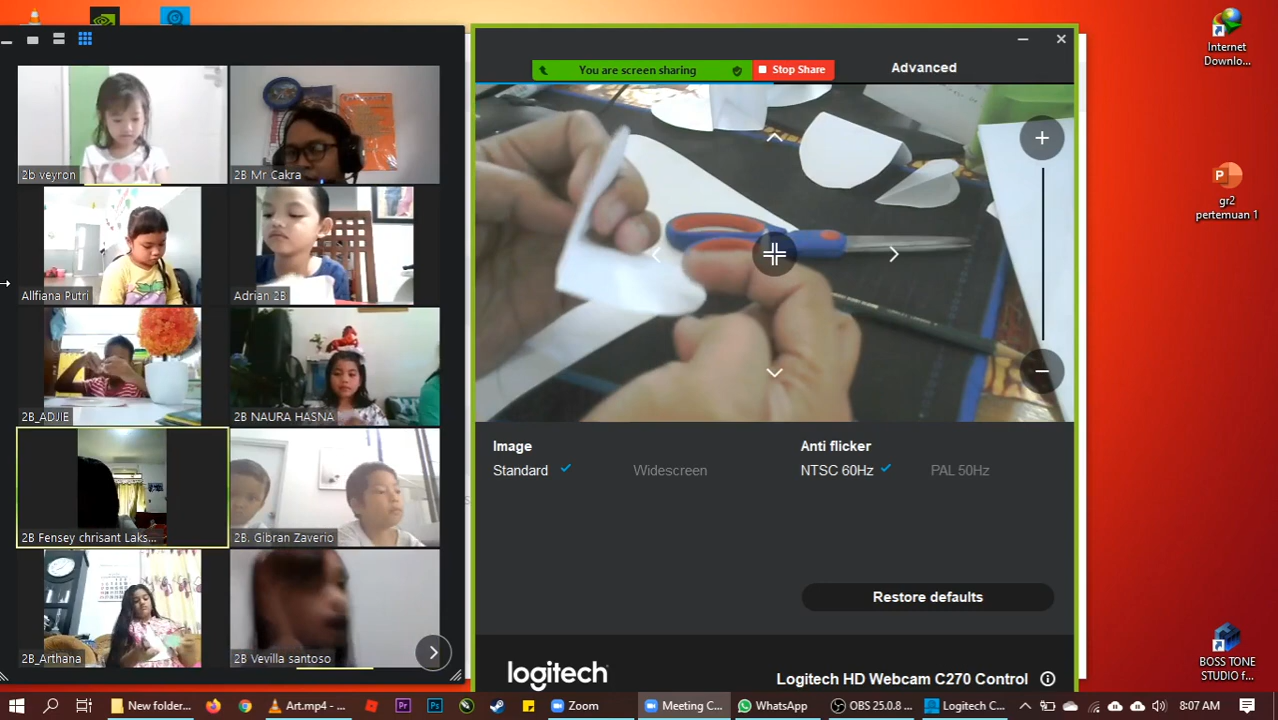 2b veyron
2B Mr Cakra
Allfiana Putri
Adrian 2B
2B_ADJIE
2B NAURA HASNA
2B Fensey chrisant Laks...
2B. Gibran Zaverio
2B_Arthana
2B Vevilla santoso
You are screen sharing
Stop Share
Advanced
Image
Standard
Widescreen
Anti flicker
NTSC 60Hz
PAL 50Hz
Restore defaults
logitech
Logitech HD Webcam C270 Control
Internet
Downlo...
gr2
pertemuan 1
BOSS TONE
STUDIO f...
New folder...
Art.mp4 - ...
Zoom
Meeting C...
WhatsApp
OBS 25.0.8 ...
Logitech C...
8:07 AM